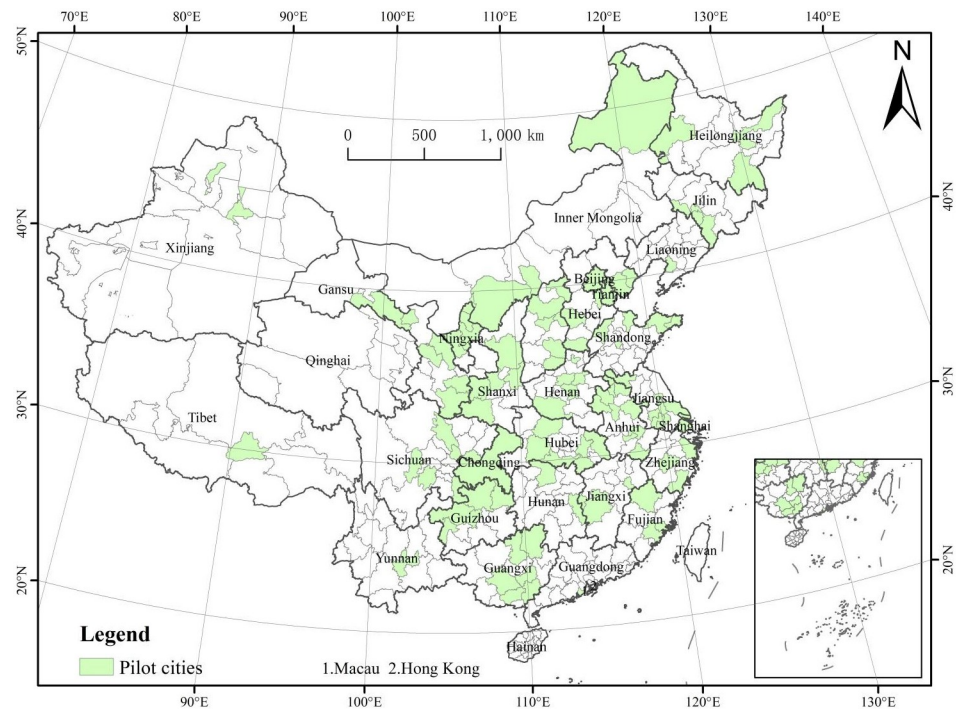 70°E 80°E 90°E 100°E 110°E 120°E 130°E 140°E
50°N
N
0 500 1,000 km
Heilongjiang
40°N
Jilin
40°N
Inner Mongolia
Xinjiang
Liaoning
Beijing
Gansu
Tianjin
Hebei
Ningxia
Shandong
Qinghai
30°N
30°N
Shanxi
Henan
Jiangsu
Tibet
Anhui
Shanghai
Hubei
Sichuan
Chongqing
Zhejiang
Hunan
Jiangxi
Guizhou
Fujian
Taiwan
Yunnan
Guangxi
Guangdong
20°N
20°N
Legend
Hainan
Pilot cities
1.Macau 2.Hong Kong
90°E 100°E 110°E 120°E 130°E